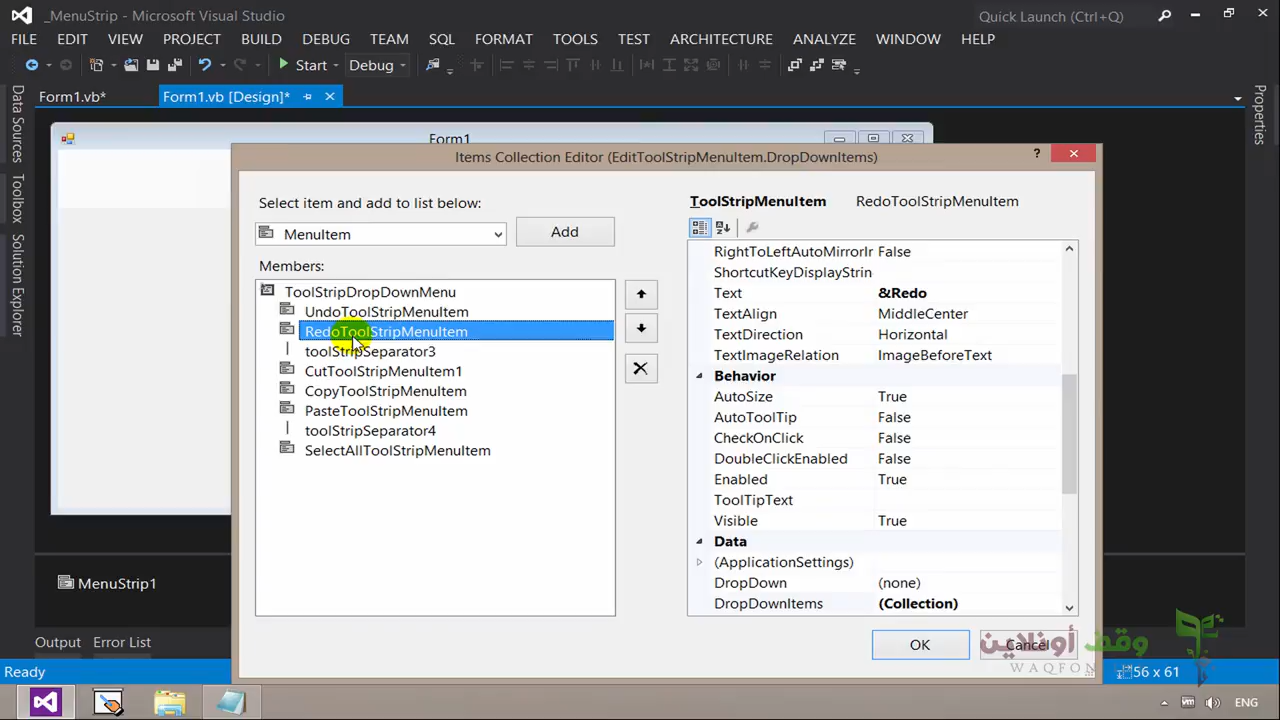 _MenuStrip - Microsoft Visual Studio
Quick Launch (Ctrl+Q)
FILE EDIT VIEW PROJECT BUILD DEBUG TEAM SQL FORMAT TOOLS TEST ARCHITECTURE ANALYZE WINDOW HELP
Start Debug
Form1.vb*
Form1.vb [Design]*
Data Sources
Toolbox
Solution Explorer
Properties
Form1
Items Collection Editor (EditToolStripMenuItem.DropDownItems)
?
Select item and add to list below:
MenuItem
Add
Members:
ToolStripDropDownMenu
UndoToolStripMenuItem
RedoToolStripMenuItem
toolStripSeparator3
CutToolStripMenuItem1
CopyToolStripMenuItem
PasteToolStripMenuItem
toolStripSeparator4
SelectAllToolStripMenuItem
ToolStripMenuItem RedoToolStripMenuItem
RightToLeftAutoMirrorIr False
ShortcutKeyDisplayStrin
Text &Redo
TextAlign MiddleCenter
TextDirection Horizontal
TextImageRelation ImageBeforeText
Behavior
AutoSize True
AutoToolTip False
CheckOnClick False
DoubleClickEnabled False
Enabled True
ToolTipText
Visible True
Data
(ApplicationSettings)
DropDown (none)
DropDownItems (Collection)
OK
Cancel
وقف أونلاين
WAQFON
MenuStrip1
Output Error List
Ready
56 x 61
ENG